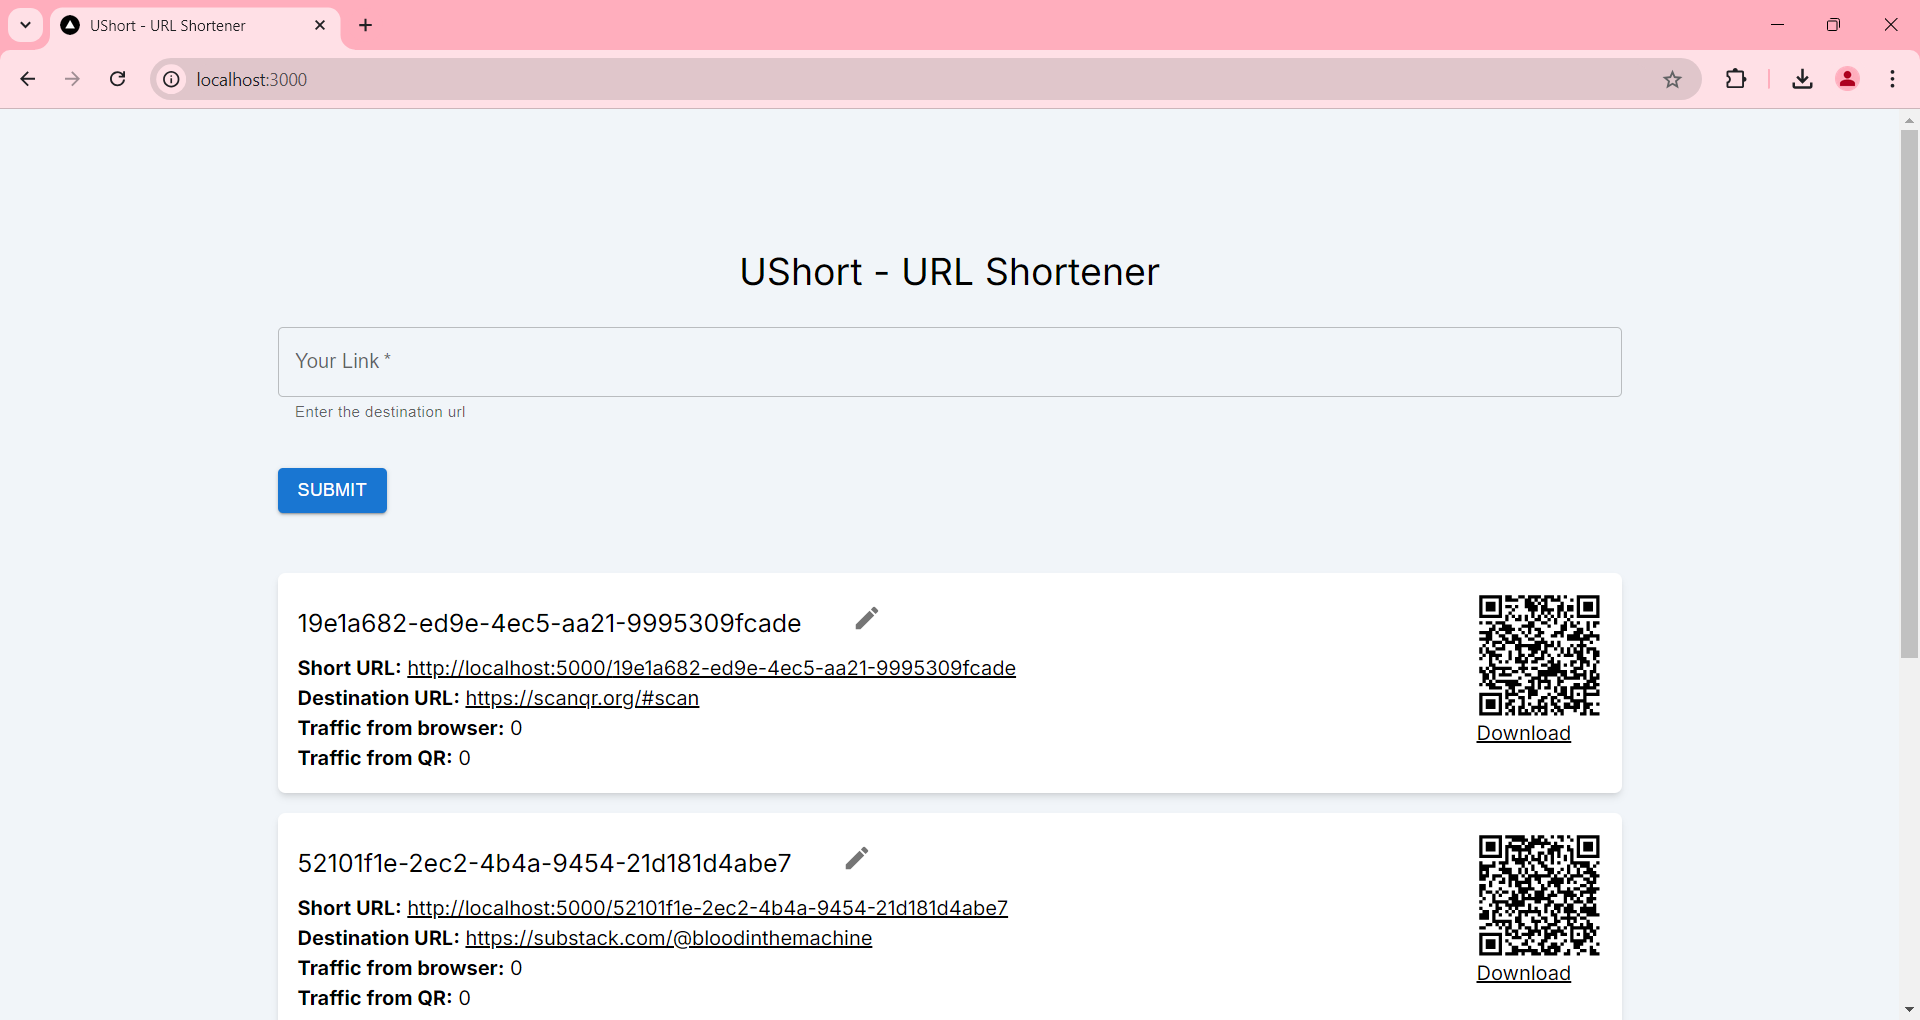 UShort - URL Shortener
localhost:3000
UShort - URL Shortener
Your Link *
Enter the destination url
SUBMIT
19e1a682-ed9e-4ec5-aa21-9995309fcade
Short URL: http://localhost:5000/19e1a682-ed9e-4ec5-aa21-9995309fcade
Destination URL: https://scanqr.org/#scan
Traffic from browser: 0
Traffic from QR: 0
Download
52101f1e-2ec2-4b4a-9454-21d181d4abe7
Short URL: http://localhost:5000/52101f1e-2ec2-4b4a-9454-21d181d4abe7
Destination URL: https://substack.com/@bloodinthemachine
Traffic from browser: 0
Traffic from QR: 0
Download